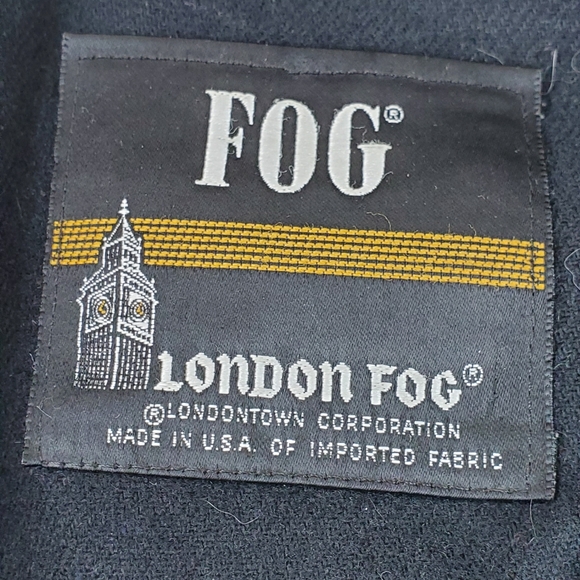 FOG®
LONDON FOG®
®LONDONTOWN CORPORATION
MADE IN U.S.A. OF IMPORTED FABRIC